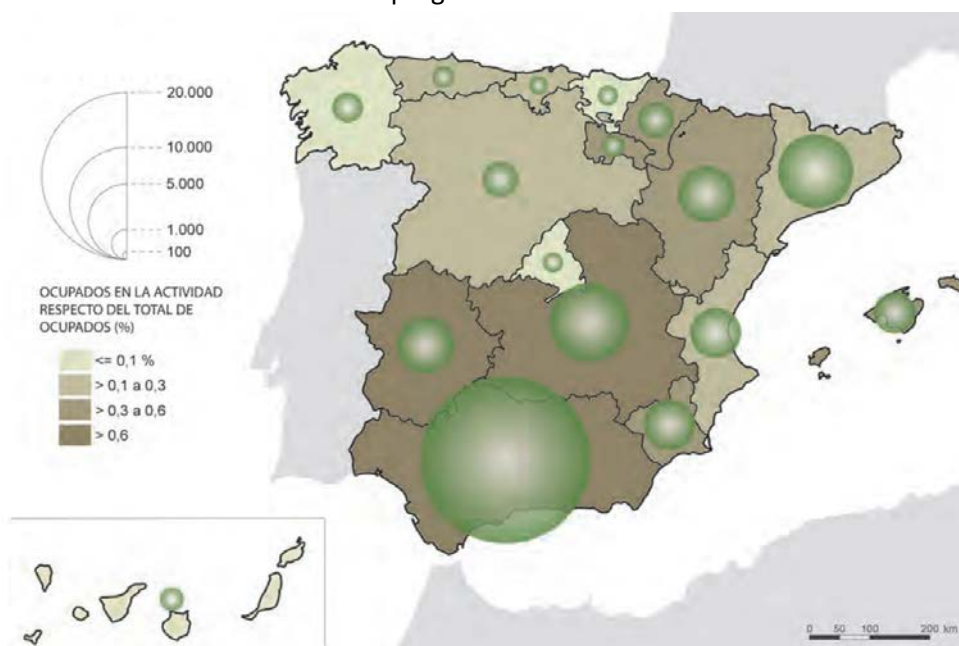 20.000
10.000
5.000
1.000
100
OCUPADOS EN LA ACTIVIDAD
RESPECTO DEL TOTAL DE
OCUPADOS (%)
<= 0,1 %
> 0,1 a 0,3
> 0,3 a 0,6
> 0,6
0 50 100 200 km